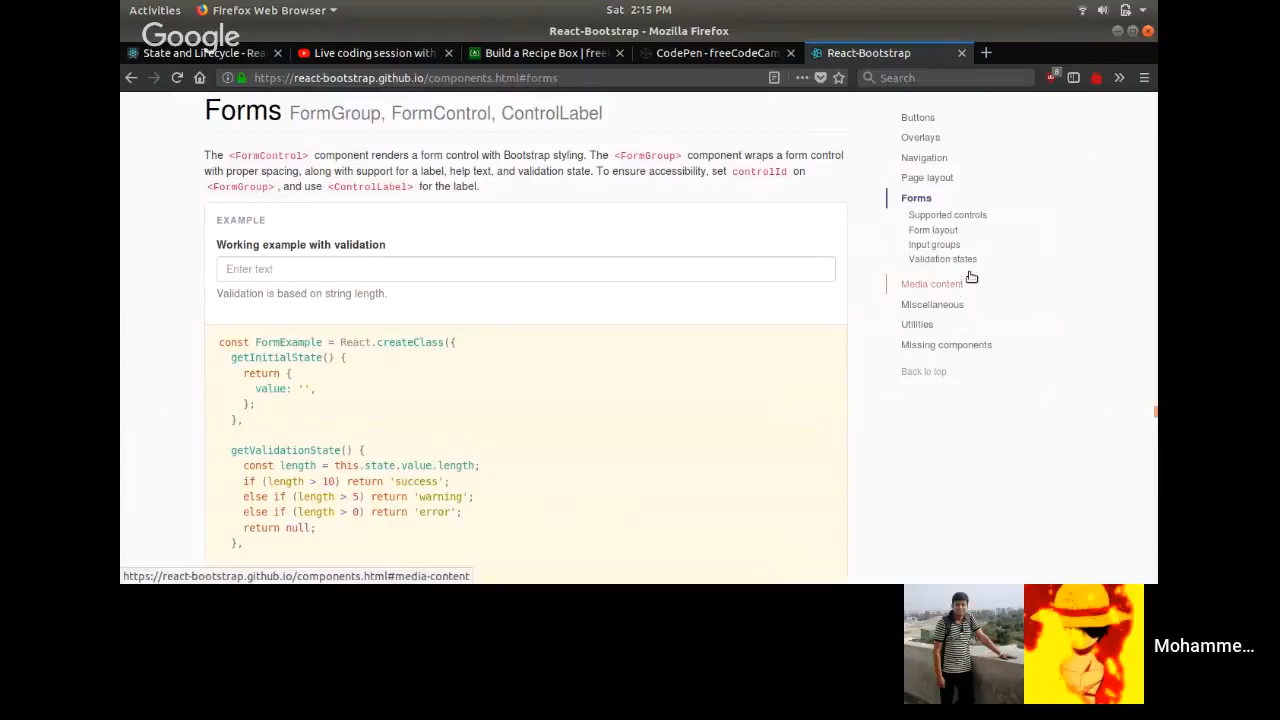 Activities
Firefox Web Browser
Sat 2:15 PM
Google
React-Bootstrap - Mozilla Firefox
State and Lifecycle - Rea
Live coding session with
Build a Recipe Box | free
CodePen - freeCodeCam
React-Bootstrap
https://react-bootstrap.github.io/components.html#forms
Search
8
Forms FormGroup, FormControl, ControlLabel
The <FormControl> component renders a form control with Bootstrap styling. The <FormGroup> component wraps a form control
with proper spacing, along with support for a label, help text, and validation state. To ensure accessibility, set controlId on
<FormGroup>, and use <ControlLabel> for the label.
EXAMPLE
Working example with validation
Enter text
Validation is based on string length.
const FormExample = React.createClass({
getInitialState() {
return {
value: '',
};
},
getValidationState() {
const length = this.state.value.length;
if (length > 10) return 'success';
else if (length > 5) return 'warning';
else if (length > 0) return 'error';
return null;
},
Buttons
Overlays
Navigation
Page layout
Forms
Supported controls
Form layout
Input groups
Validation states
Media content
Miscellaneous
Utilities
Missing components
Back to top
https://react-bootstrap.github.io/components.html#media-content
Mohamme...